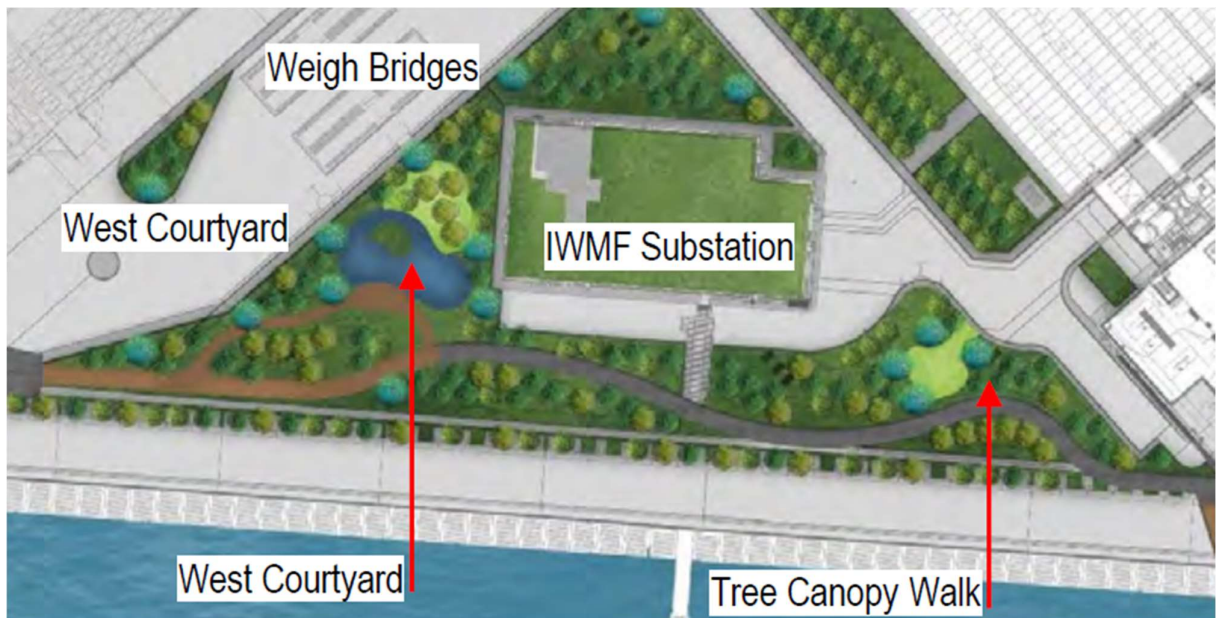 Weigh Bridges
West Courtyard
IWMF Substation
West Courtyard
Tree Canopy Walk